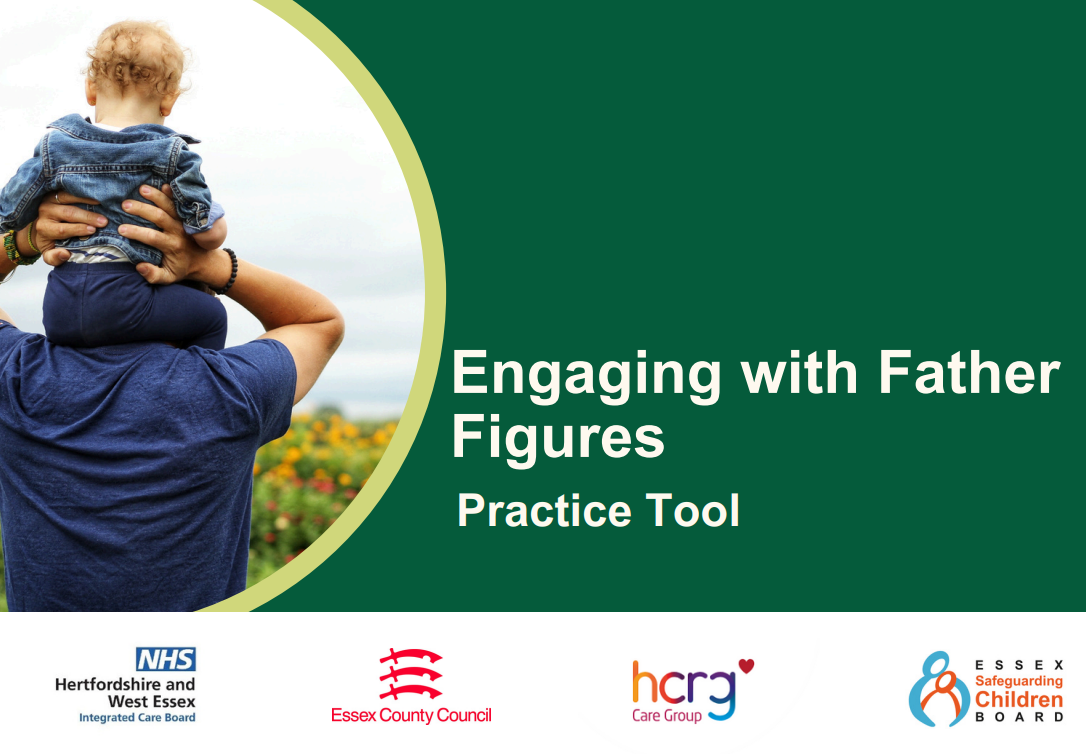 Engaging with Father
Figures
Practice Tool
NHS
Hertfordshire and
West Essex
Integrated Care Board
Essex County Council
hcrg
Care Group
ESSEX
Safeguarding
Children
BOARD